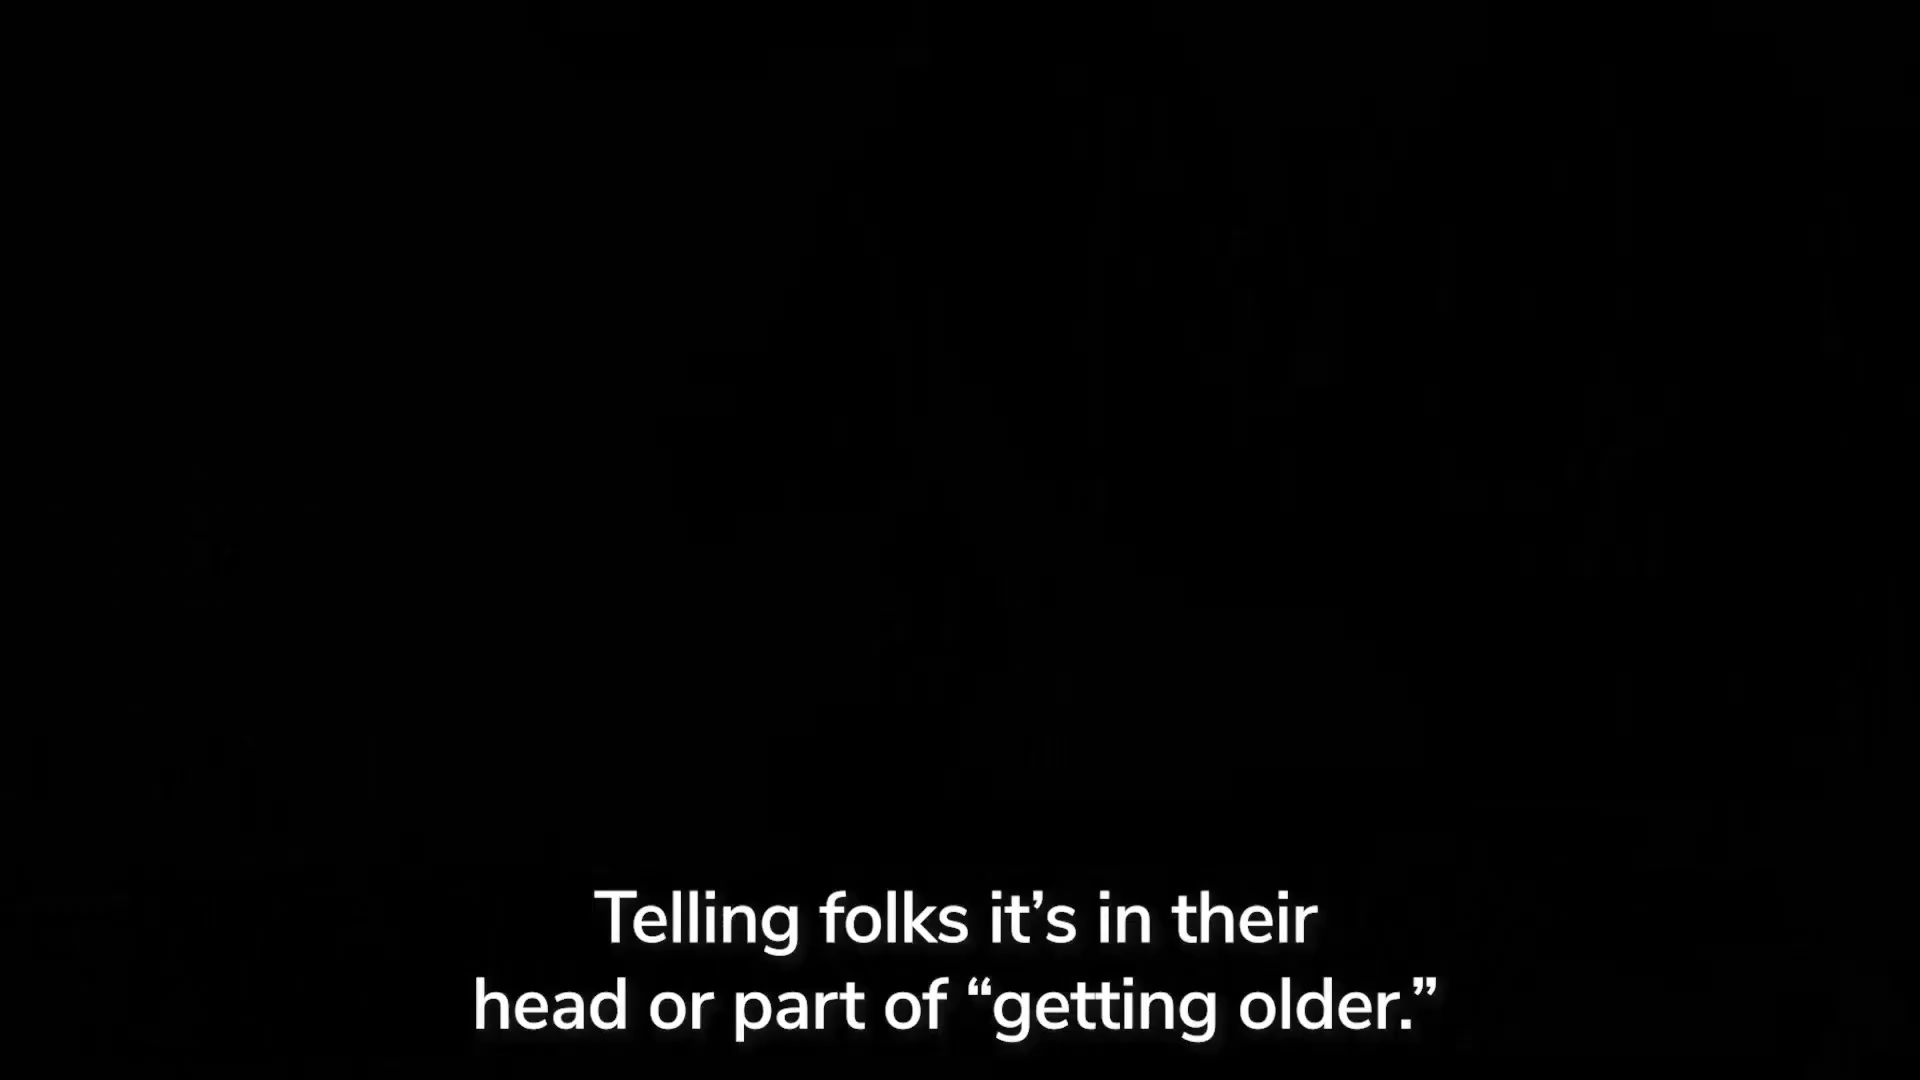 Telling folks it’s in their
head or part of “getting older.”